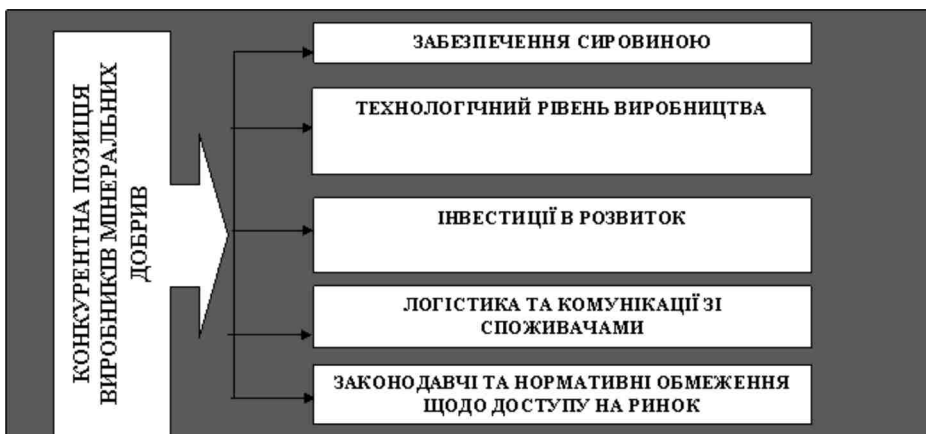 КОНКУРЕНТНА ПОЗИЦІЯ
ВИРОБНИКІВ МІНЕРАЛЬНИХ
ДОБРИВ
ЗАБЕЗПЕЧЕННЯ СИРОВИНОЮ
ТЕХНОЛОГІЧНИЙ РІВЕНЬ ВИРОБНИЦТВА
ІНВЕСТИЦІЇ В РОЗВИТОК
ЛОГІСТИКА ТА КОМУНІКАЦІЇ ЗІ
СПОЖИВАЧАМИ
ЗАКОНОДАВЧІ ТА НОРМАТИВНІ ОБМЕЖЕННЯ
ЩОДО ДОСТУПУ НА РИНОК